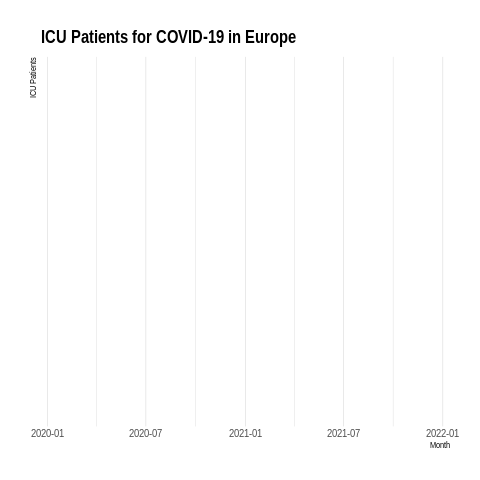 ICU Patients for COVID-19 in Europe
ICU Patients
2020-01 2020-07 2021-01 2021-07 2022-01
Month